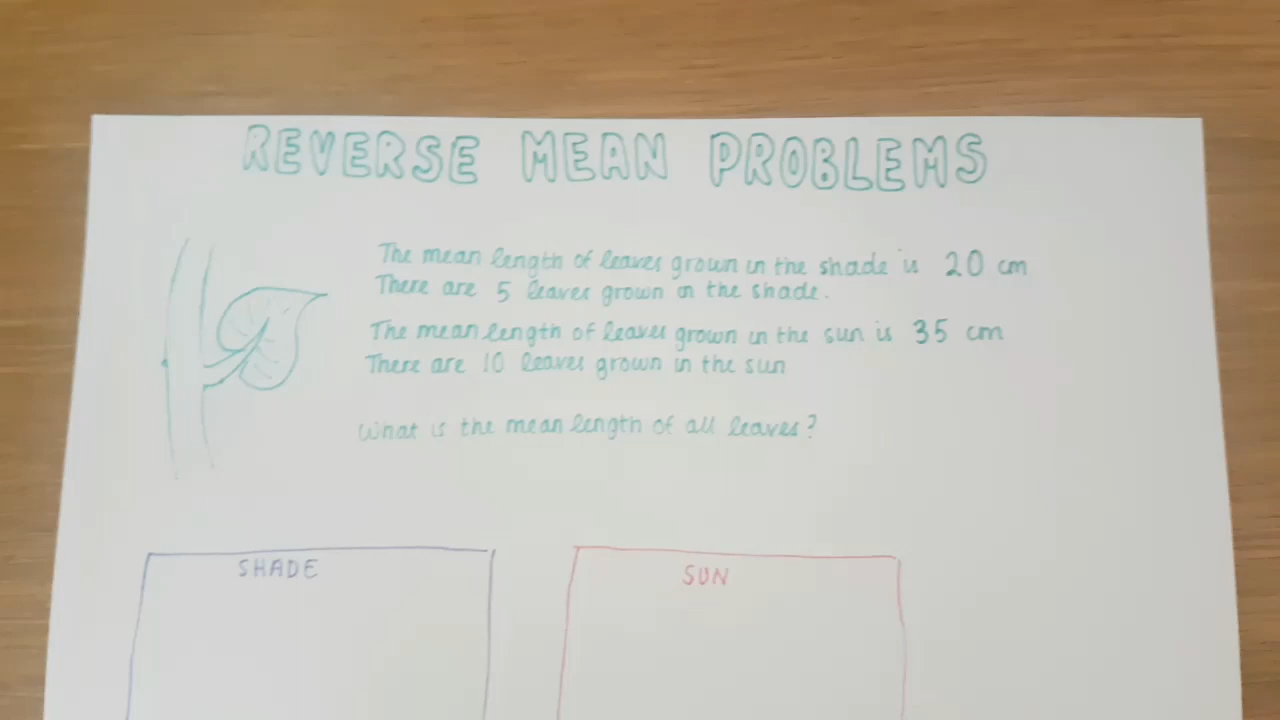 REVERSE MEAN PROBLEMS
The mean length of leaves grown in the shade is 20 cm
There are 5 leaves grown in the shade.
The mean length of leaves grown in the sun is 35 cm
There are 10 leaves grown in the sun
What is the mean length of all leaves?
SHADE
SUN